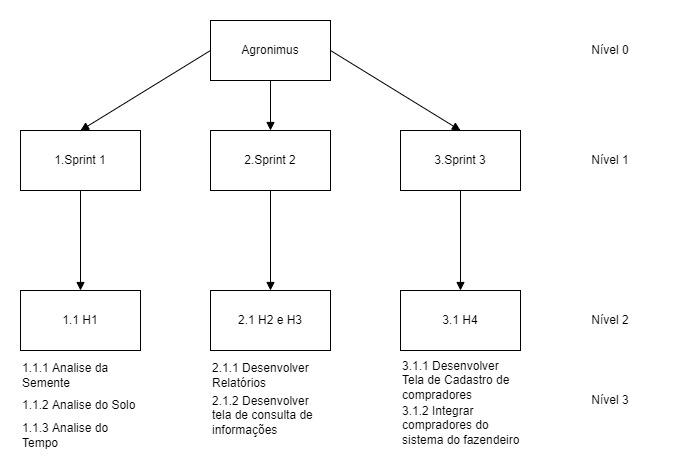 Agronimus
Nível 0
1.Sprint 1
2.Sprint 2
3.Sprint 3
Nível 1
1.1 H1
2.1 H2 e H3
3.1 H4
Nível 2
1.1.1 Analise da
Semente
1.1.2 Analise do Solo
1.1.3 Analise do
Tempo
2.1.1 Desenvolver
Relatórios
2.1.2 Desenvolver
tela de consulta de
informações
3.1.1 Desenvolver
Tela de Cadastro de
compradores
3.1.2 Integrar
compradores do
sistema do fazendeiro
Nível 3